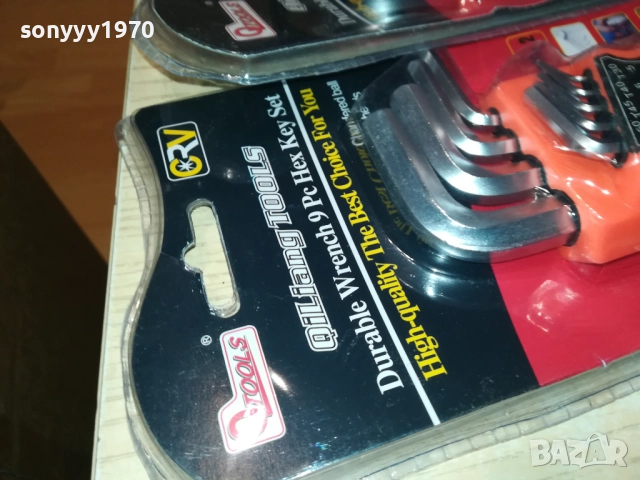 sonyyy1970
CRV
QiLiang TOOLS
Durable Wrench 9 Pc Hex Key Set
High-quality The Best Choice For You
TOOLS
®
BAZAR